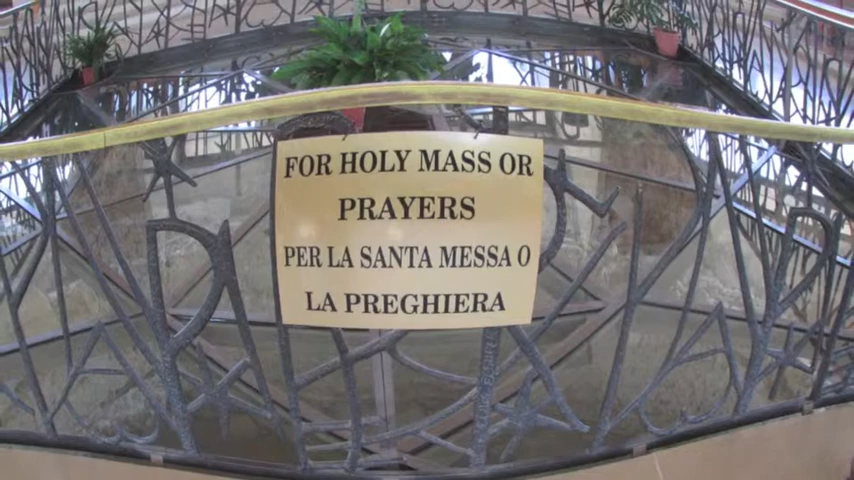 FOR HOLY MASS OR
PRAYERS
PER LA SANTA MESSA O
LA PREGHIERA